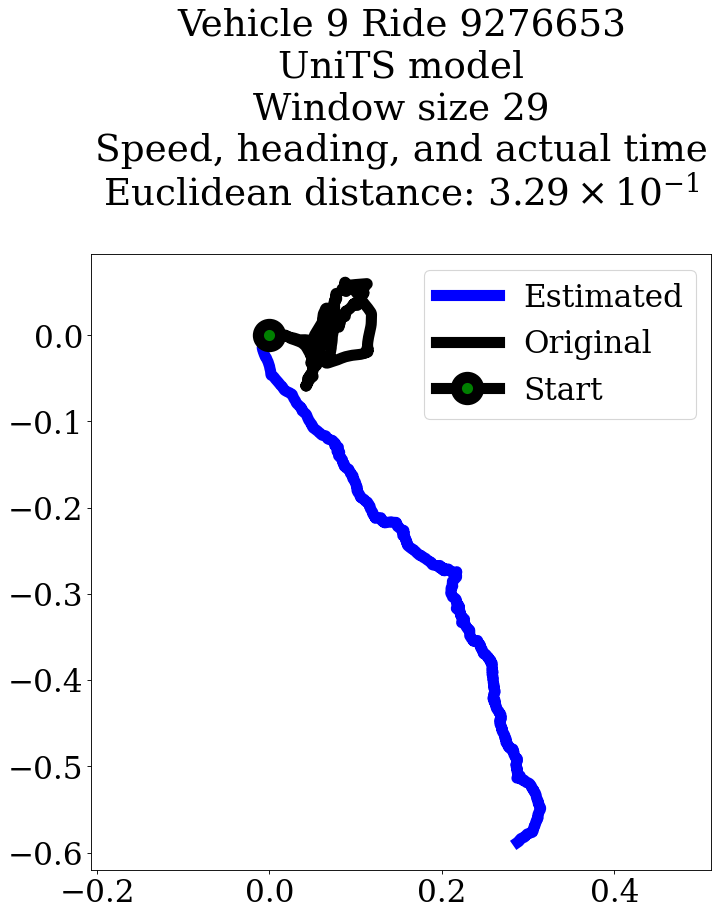 Vehicle 9 Ride 9276653
UniTS model
Window size 29
Speed, heading, and actual time
Euclidean distance: 3.29 × 10⁻¹
Estimated
Original
Start
0.0
−0.1
−0.2
−0.3
−0.4
−0.5
−0.6
−0.2 0.0 0.2 0.4